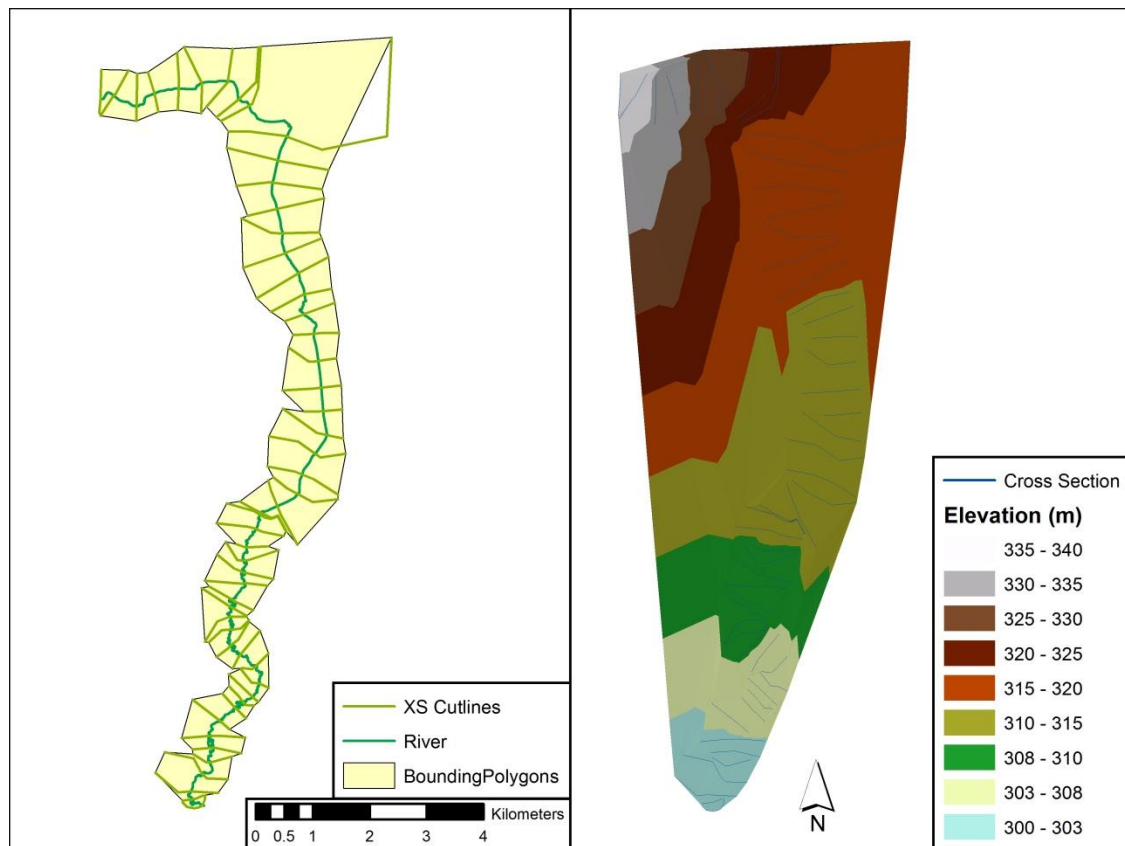 XS Cutlines
River
BoundingPolygons
Kilometers
0 0.5 1 2 3 4
N
Cross Section
Elevation (m)
335 - 340
330 - 335
325 - 330
320 - 325
315 - 320
310 - 315
308 - 310
303 - 308
300 - 303